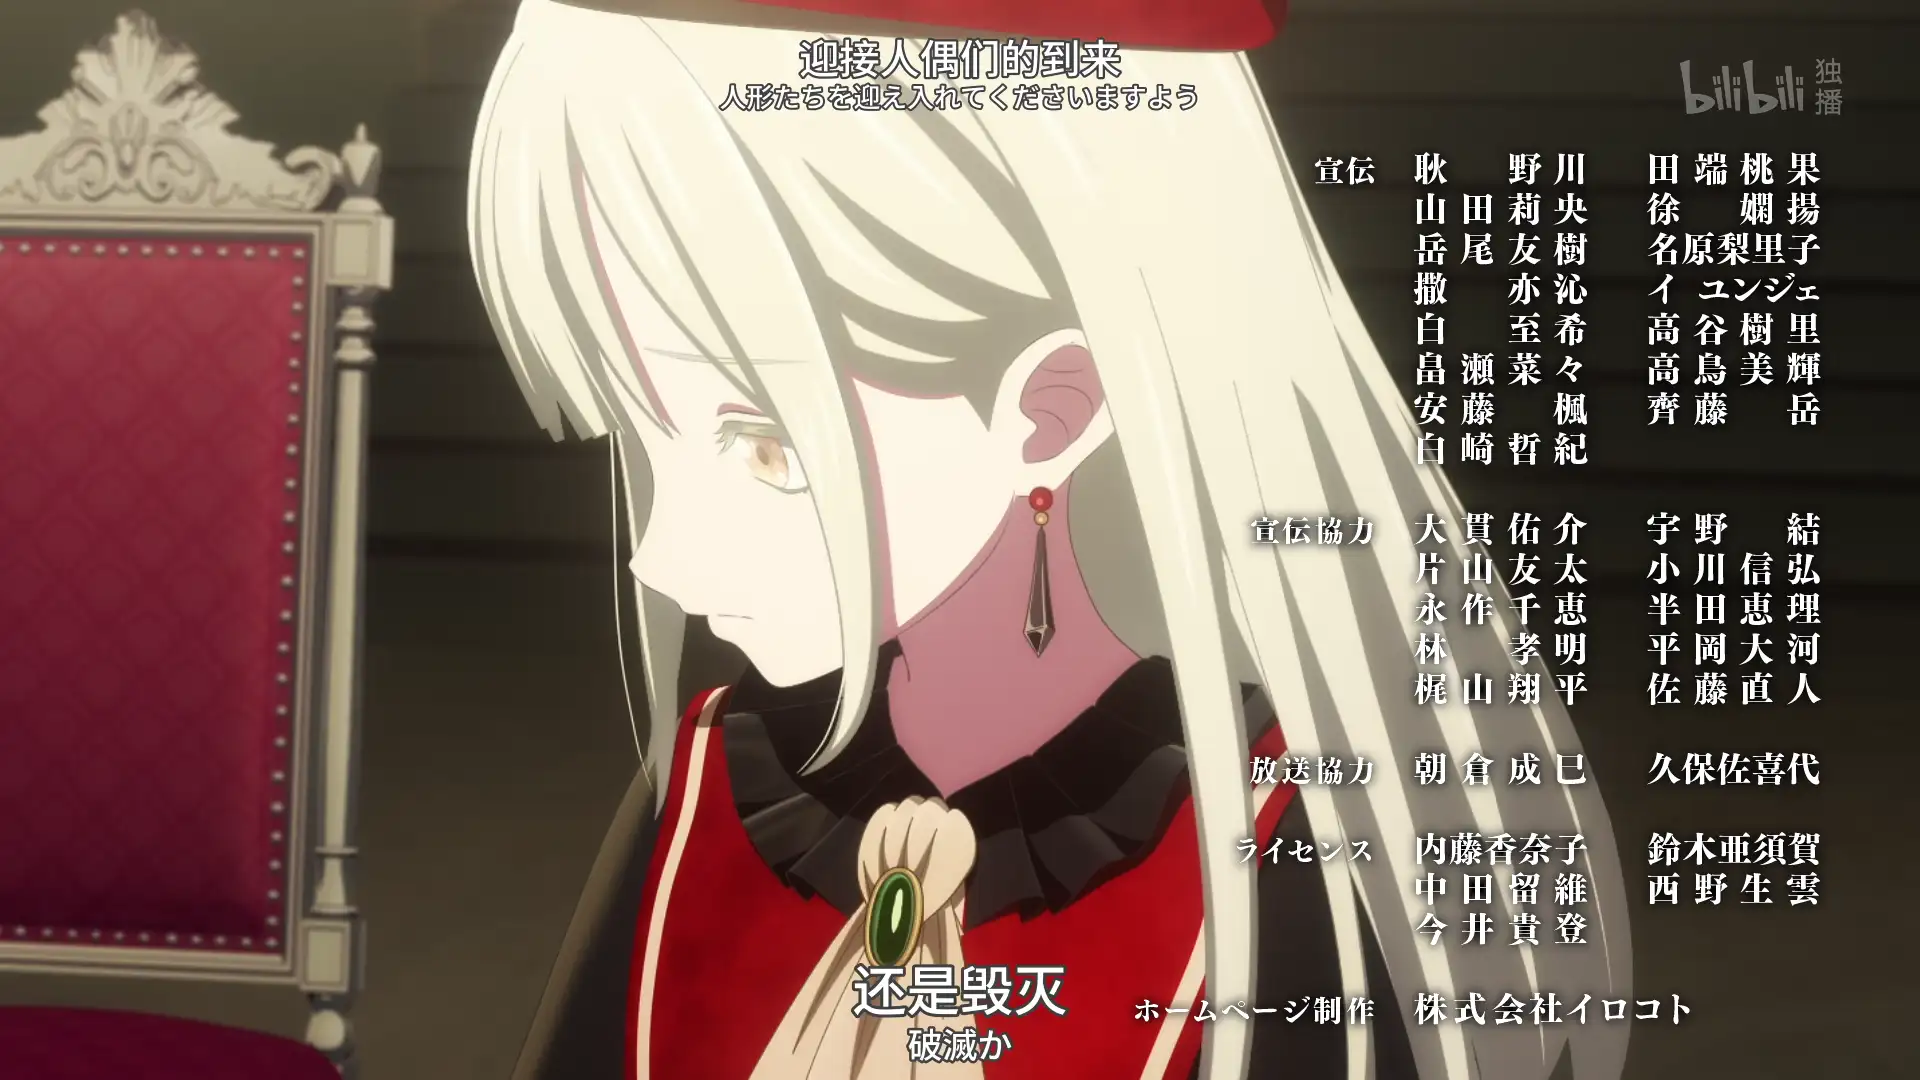 迎接人偶们的到来
人形たちを迎え入れてくださいますよう
bilibili 独播
宣伝 耿野川 田端桃果
山田莉央 徐嫻揚
岳尾友樹 名原梨里子
撒亦沁 イ ユンジェ
白至希 高谷樹里
畠瀬菜々 高鳥美輝
安藤楓 齊藤岳
白崎哲紀
宣伝協力 大貫佑介 宇野結
片山友太 小川信弘
永作千恵 半田恵理
林孝明 平岡大河
梶山翔平 佐藤直人
放送協力 朝倉成巳 久保佐喜代
ライセンス 内藤香奈子 鈴木亜須賀
中田留維 西野生雲
今井貴登
ホームページ制作 株式会社イロコト
还是毁灭
破滅か